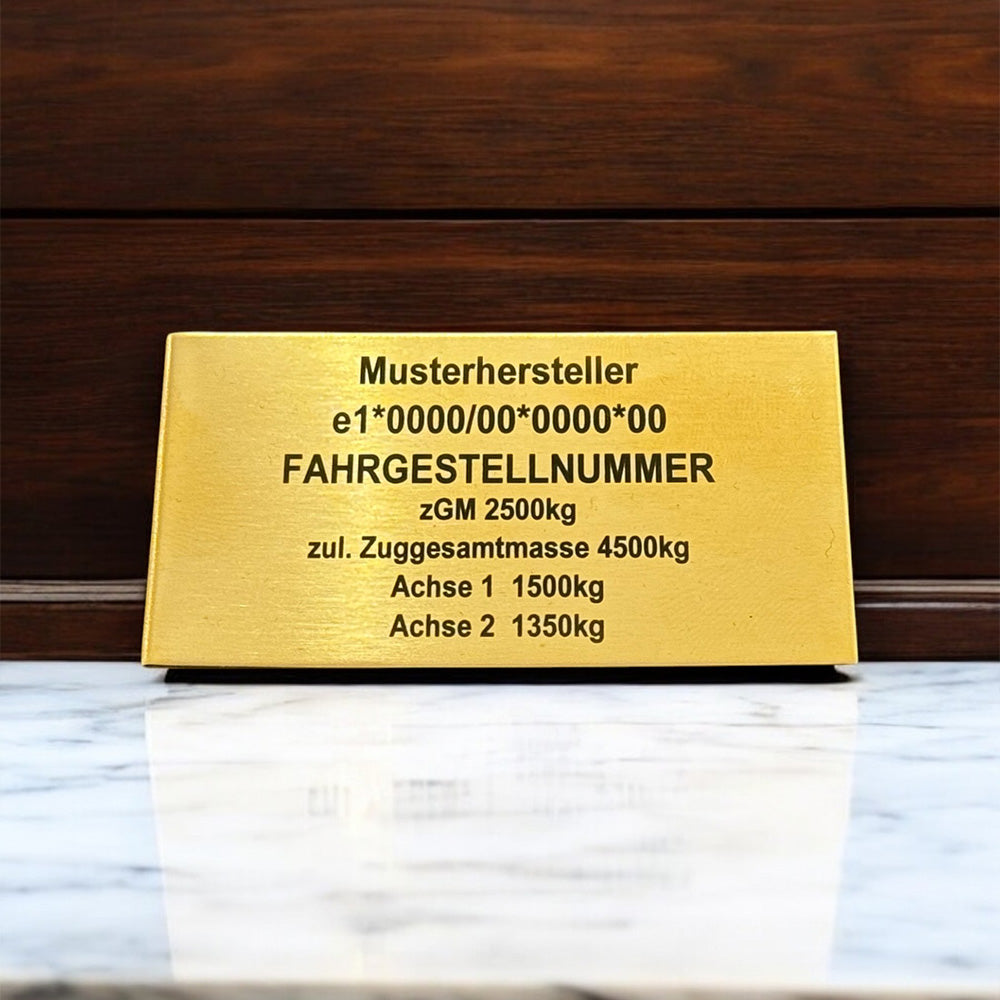 Musterhersteller
e1*0000/00*0000*00
FAHRGESTELLNUMMER
zGM 2500kg
zul. Zuggesamtmasse 4500kg
Achse 1 1500kg
Achse 2 1350kg